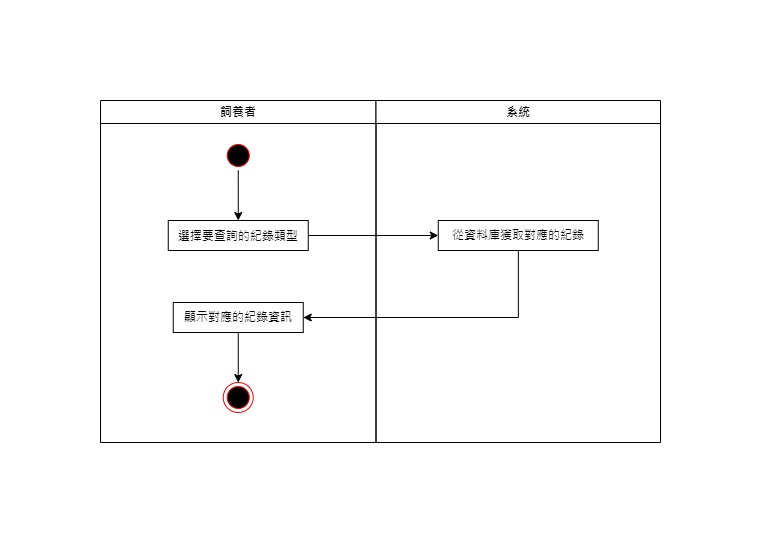 飼養者
系統
選擇要查詢的紀錄類型
從資料庫獲取對應的紀錄
顯示對應的紀錄資訊